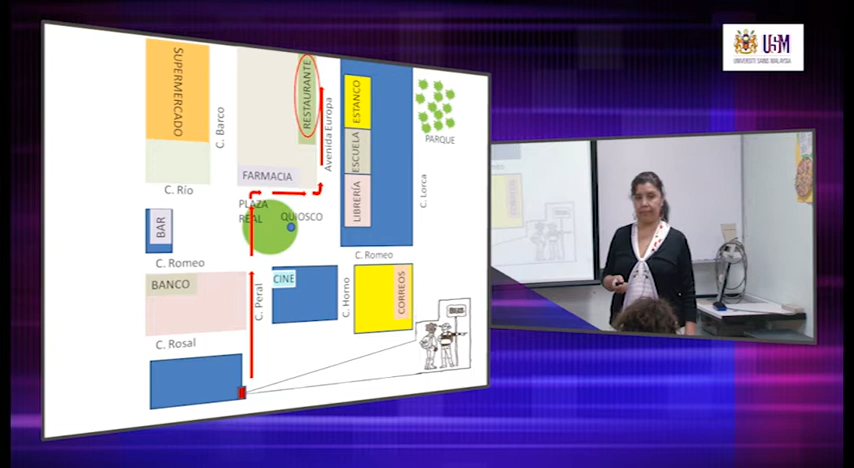 USM
UNIVERSITI SAINS MALAYSIA
SUPERMERCADO
C. Barco
RESTAURANTE
Avenida Europa
ESTANCO
ESCUELA
LIBRERÍA
PARQUE
C. Lorca
FARMACIA
C. Río
PLAZA
REAL
QUIOSCO
BAR
C. Romeo
C. Romeo
BANCO
C. Peral
CINE
C. Horno
CORREOS
C. Rosal